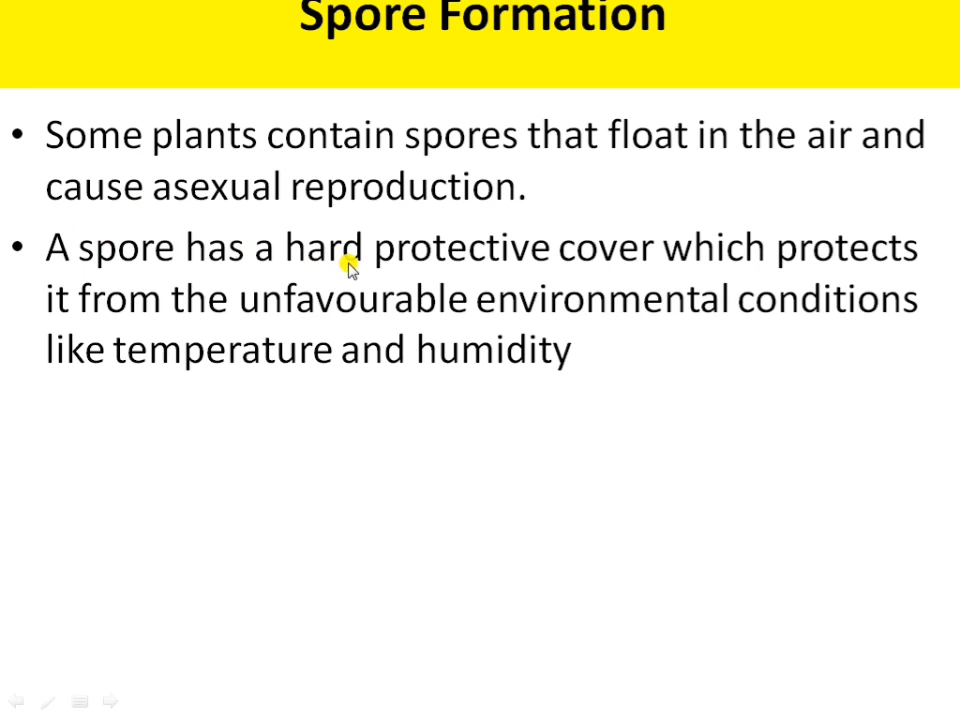 Spore Formation
• Some plants contain spores that float in the air and
cause asexual reproduction.
• A spore has a hard protective cover which protects
it from the unfavourable environmental conditions
like temperature and humidity